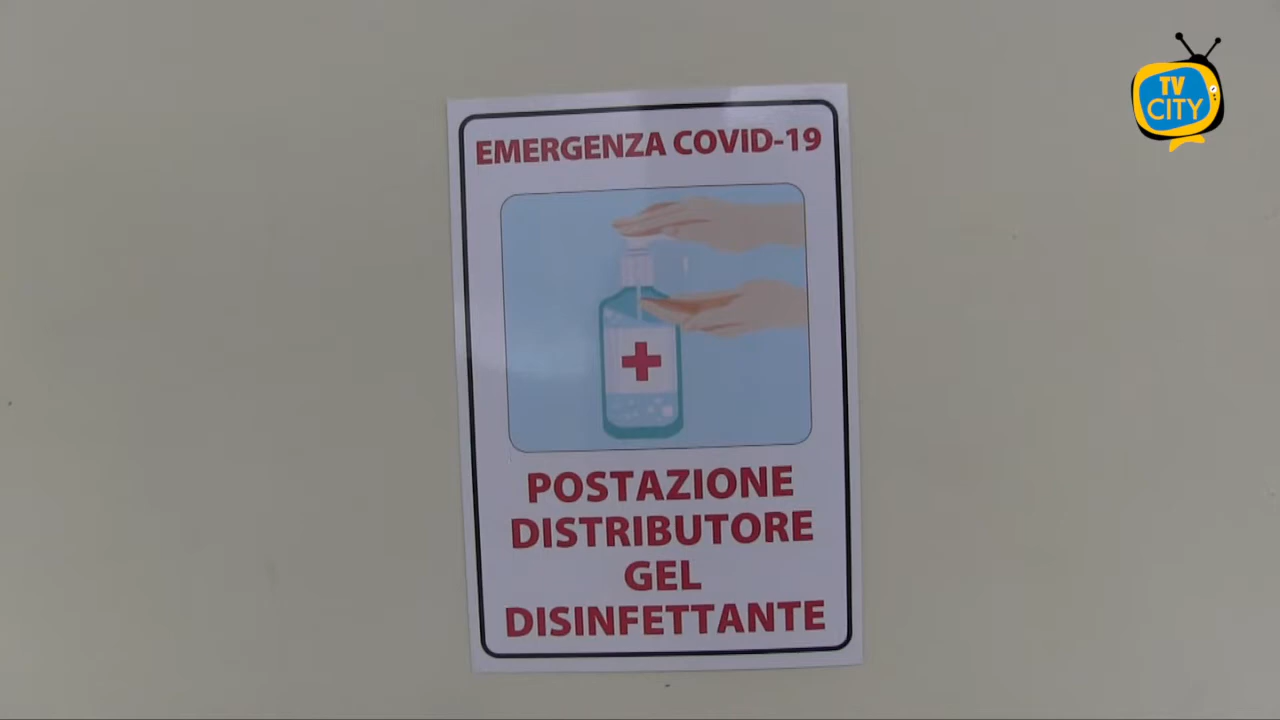 TV
CITY
EMERGENZA COVID-19
POSTAZIONE
DISTRIBUTORE
GEL
DISINFETTANTE